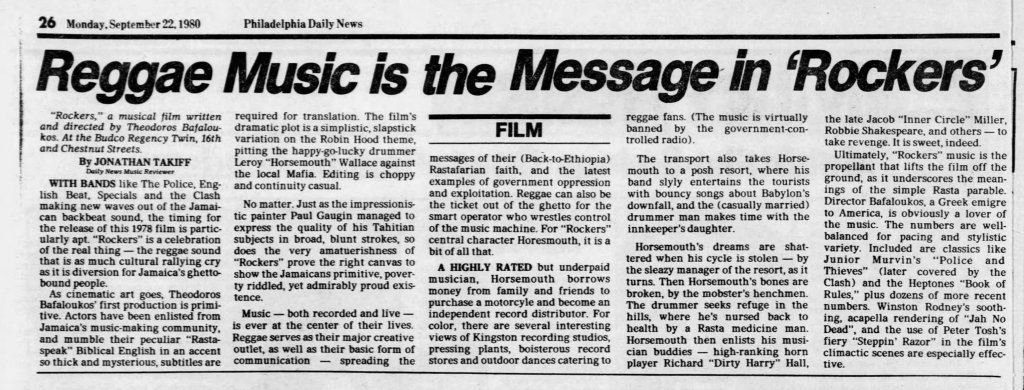 26 Monday, September 22, 1980 Philadelphia Daily News
Reggae Music is the Message in ‘Rockers’
"Rockers," a musical film written
and directed by Theodoros Bafalou-
kos. At the Budco Regency Twin, 16th
and Chestnut Streets.
By JONATHAN TAKIFF
Daily News Music Reviewer
WITH BANDS like The Police, Eng-
lish Beat, Specials and the Clash
making new waves out of the Jamai-
can backbeat sound, the timing for
the release of this 1978 film is partic-
ularly apt. "Rockers" is a celebration
of the real thing — the reggae sound
that is as much cultural rallying cry
as it is diversion for Jamaica's ghetto-
bound people.
As cinematic art goes, Theodoros
Bafaloukos' first production is primi-
tive. Actors have been enlisted from
Jamaica's music-making community,
and mumble their peculiar "Rasta-
speak" Biblical English in an accent
so thick and mysterious, subtitles are
required for translation. The film's
dramatic plot is a simplistic, slapstick
variation on the Robin Hood theme,
pitting the happy-go-lucky drummer
Leroy "Horsemouth" Wallace against
the local Mafia. Editing is choppy
and continuity casual.
No matter. Just as the impressionis-
tic painter Paul Gaugin managed to
express the quality of his Tahitian
subjects in broad, blunt strokes, so
does the very amatuerishness of
"Rockers" prove the right canvas to
show the Jamaicans primitive, pover-
ty riddled, yet admirably proud exis-
tence.
Music — both recorded and live —
is ever at the center of their lives.
Reggae serves as their major creative
outlet, as well as their basic form of
communication — spreading the
FILM
messages of their (Back-to-Ethiopia)
Rastafarian faith, and the latest
examples of government oppression
and exploitation. Reggae can also be
the ticket out of the ghetto for the
smart operator who wrestles control
of the music machine. For "Rockers"
central character Horesmouth, it is a
bit of all that.
A HIGHLY RATED but underpaid
musician, Horsemouth borrows
money from family and friends to
purchase a motorcyle and become an
independent record distributor. For
color, there are several interesting
views of Kingston recording studios,
pressing plants, boisterous record
stores and outdoor dances catering to
reggae fans. (The music is virtually
banned by the government-con-
trolled radio).
The transport also takes Horse-
mouth to a posh resort, where his
band slyly entertains the tourists
with bouncy songs about Babylon's
downfall, and the (casually married)
drummer man makes time with the
innkeeper's daughter.
Horsemouth's dreams are shat-
tered when his cycle is stolen — by
the sleazy manager of the resort, as it
turns. Then Horsemouth's bones are
broken, by the mobster's henchmen.
The drummer seeks refuge in the
hills, where he's nursed back to
health by a Rasta medicine man.
Horsemouth then enlists his musi-
cian buddies — high-ranking horn
player Richard "Dirty Harry" Hall,
the late Jacob "Inner Circle" Miller,
Robbie Shakespeare, and others — to
take revenge. It is sweet, indeed.
Ultimately, "Rockers" music is the
propellant that lifts the film off the
ground, as it underscores the mean-
ings of the simple Rasta parable.
Director Bafaloukos, a Greek emigre
to America, is obviously a lover of
the music. The numbers are well-
balanced for pacing and stylistic
variety. Included are classics like
Junior Murvin's "Police and
Thieves" (later covered by the
Clash) and the Heptones "Book of
Rules," plus dozens of more recent
numbers. Winston Rodney's sooth-
ing, acapella rendering of "Jah No
Dead", and the use of Peter Tosh's
fiery "Steppin' Razor" in the film's
climactic scenes are especially effec-
tive.